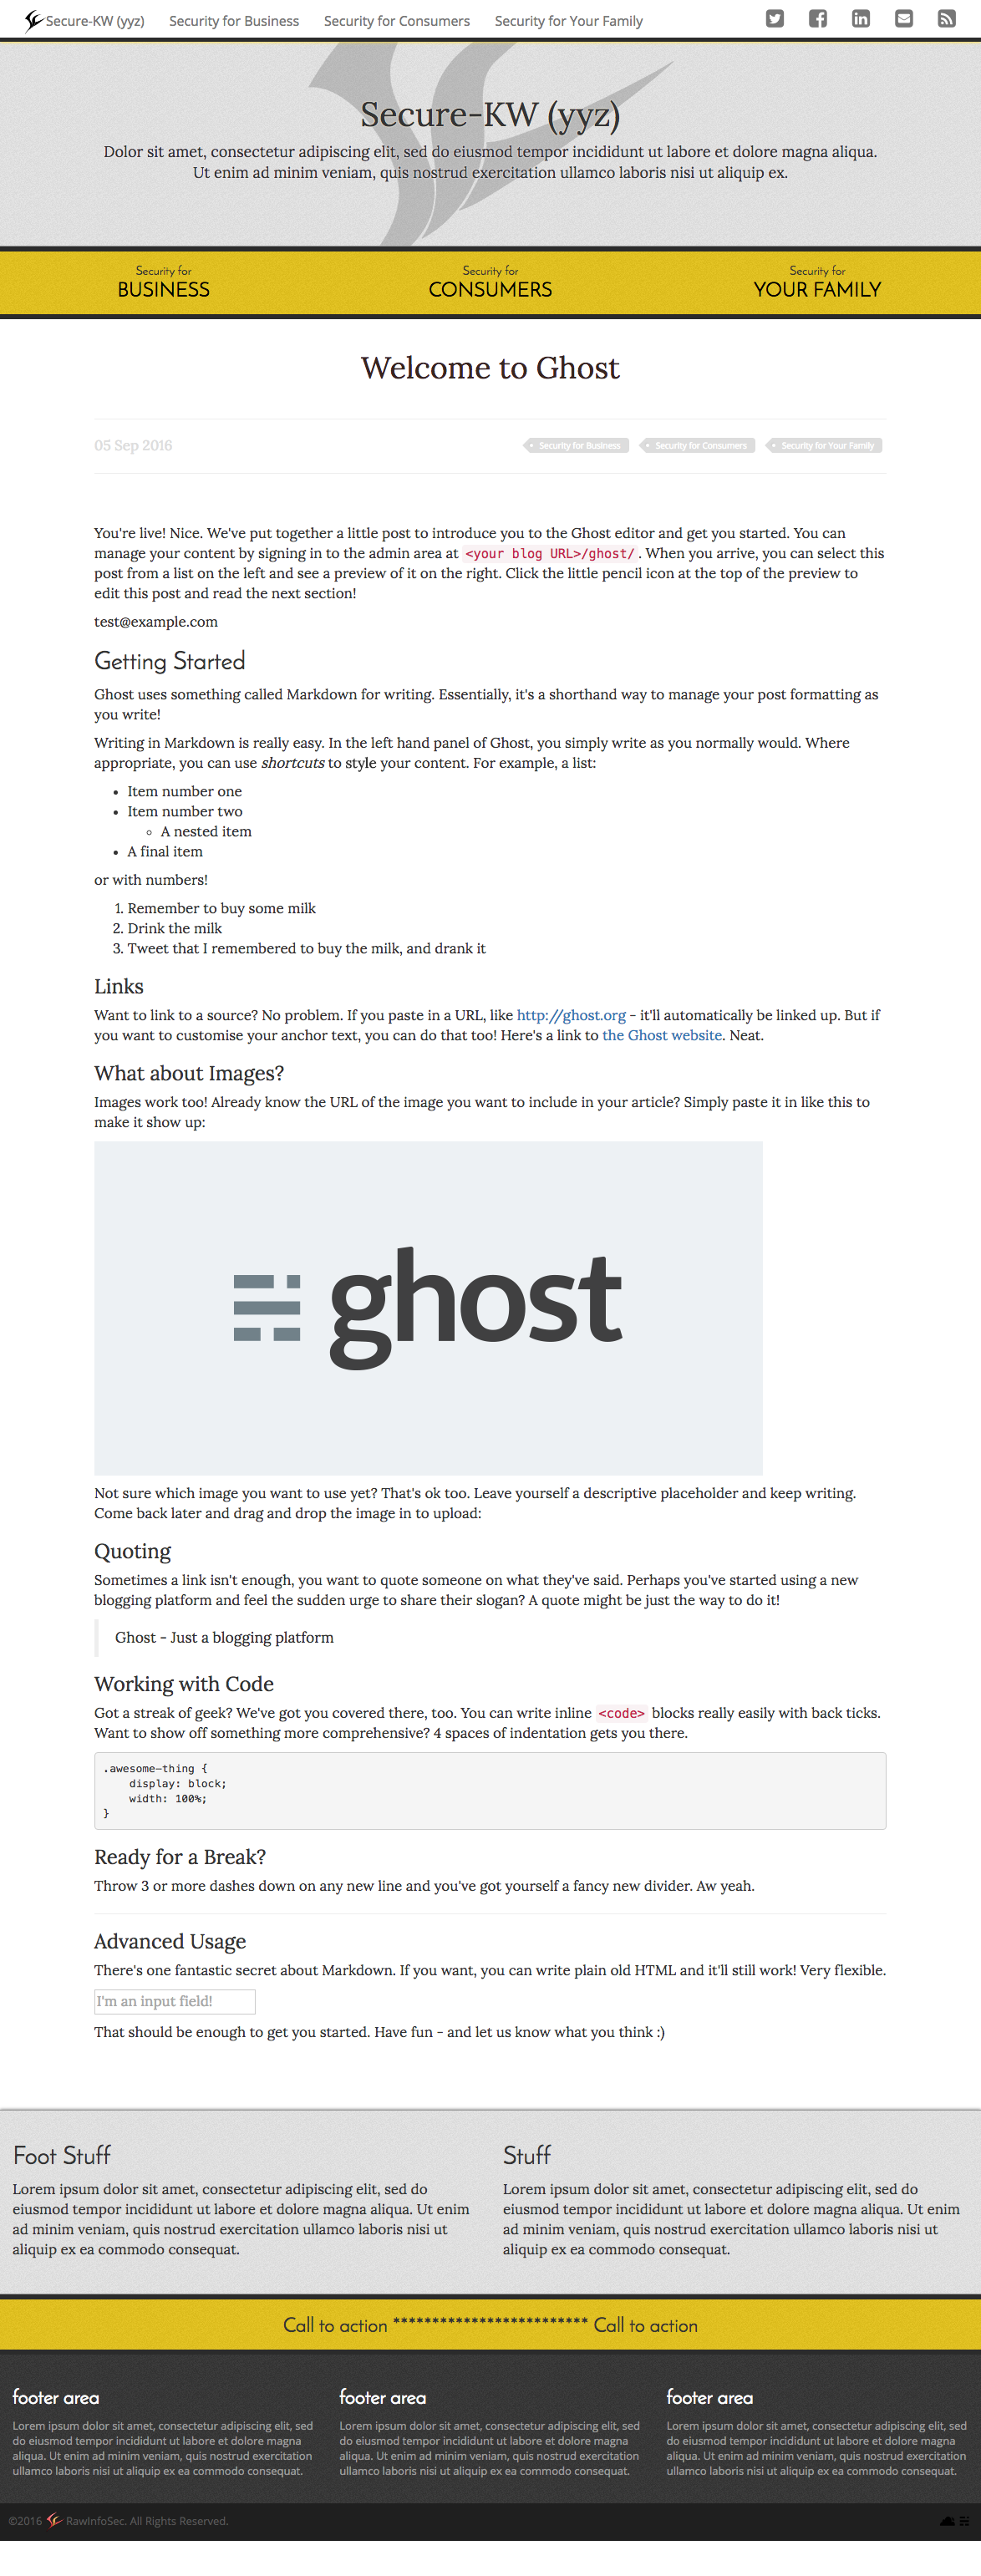 Secure-KW (yyz) Security for Business Security for Consumers Security for Your Family
Secure-KW (yyz)
Dolor sit amet, consectetur adipiscing elit, sed do eiusmod tempor incididunt ut labore et dolore magna aliqua.
Ut enim ad minim veniam, quis nostrud exercitation ullamco laboris nisi ut aliquip ex.
Security for
BUSINESS
Security for
CONSUMERS
Security for
YOUR FAMILY
Welcome to Ghost
05 Sep 2016 Security for Business Security for Consumers Security for Your Family
You're live! Nice. We've put together a little post to introduce you to the Ghost editor and get you started. You can
manage your content by signing in to the admin area at <your blog URL>/ghost/. When you arrive, you can select this
post from a list on the left and see a preview of it on the right. Click the little pencil icon at the top of the preview to
edit this post and read the next section!
test@example.com
Getting Started
Ghost uses something called Markdown for writing. Essentially, it's a shorthand way to manage your post formatting as
you write!
Writing in Markdown is really easy. In the left hand panel of Ghost, you simply write as you normally would. Where
appropriate, you can use shortcuts to style your content. For example, a list:
• Item number one
• Item number two
◦ A nested item
• A final item
or with numbers!
1. Remember to buy some milk
2. Drink the milk
3. Tweet that I remembered to buy the milk, and drank it
Links
Want to link to a source? No problem. If you paste in a URL, like http://ghost.org - it'll automatically be linked up. But if
you want to customise your anchor text, you can do that too! Here's a link to the Ghost website. Neat.
What about Images?
Images work too! Already know the URL of the image you want to include in your article? Simply paste it in like this to
make it show up:
ghost
Not sure which image you want to use yet? That's ok too. Leave yourself a descriptive placeholder and keep writing.
Come back later and drag and drop the image in to upload:
Quoting
Sometimes a link isn't enough, you want to quote someone on what they've said. Perhaps you've started using a new
blogging platform and feel the sudden urge to share their slogan? A quote might be just the way to do it!
Ghost - Just a blogging platform
Working with Code
Got a streak of geek? We've got you covered there, too. You can write inline <code> blocks really easily with back ticks.
Want to show off something more comprehensive? 4 spaces of indentation gets you there.
.awesome-thing {
    display: block;
    width: 100%;
}
Ready for a Break?
Throw 3 or more dashes down on any new line and you've got yourself a fancy new divider. Aw yeah.
Advanced Usage
There's one fantastic secret about Markdown. If you want, you can write plain old HTML and it'll still work! Very flexible.
I'm an input field!
That should be enough to get you started. Have fun - and let us know what you think :)
Foot Stuff
Lorem ipsum dolor sit amet, consectetur adipiscing elit, sed do
eiusmod tempor incididunt ut labore et dolore magna aliqua. Ut enim
ad minim veniam, quis nostrud exercitation ullamco laboris nisi ut
aliquip ex ea commodo consequat.
Stuff
Lorem ipsum dolor sit amet, consectetur adipiscing elit, sed do
eiusmod tempor incididunt ut labore et dolore magna aliqua. Ut enim
ad minim veniam, quis nostrud exercitation ullamco laboris nisi ut
aliquip ex ea commodo consequat.
Call to action ************************* Call to action
footer area
Lorem ipsum dolor sit amet, consectetur adipiscing elit, sed
do eiusmod tempor incididunt ut labore et dolore magna
aliqua. Ut enim ad minim veniam, quis nostrud exercitation
ullamco laboris nisi ut aliquip ex ea commodo consequat.
footer area
Lorem ipsum dolor sit amet, consectetur adipiscing elit, sed
do eiusmod tempor incididunt ut labore et dolore magna
aliqua. Ut enim ad minim veniam, quis nostrud exercitation
ullamco laboris nisi ut aliquip ex ea commodo consequat.
footer area
Lorem ipsum dolor sit amet, consectetur adipiscing elit, sed
do eiusmod tempor incididunt ut labore et dolore magna
aliqua. Ut enim ad minim veniam, quis nostrud exercitation
ullamco laboris nisi ut aliquip ex ea commodo consequat.
©2016 RawInfoSec. All Rights Reserved.